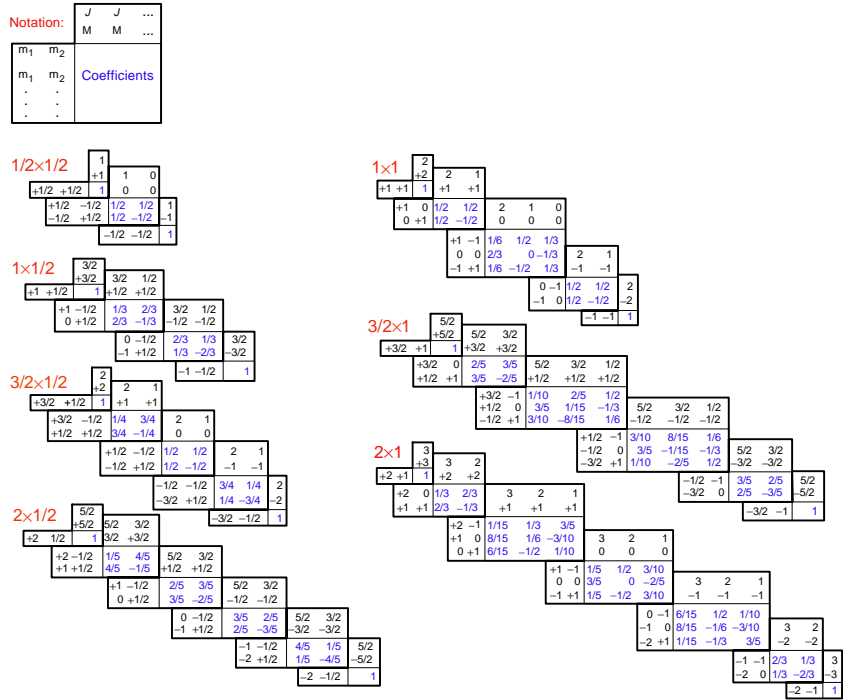 Notation:
J J ...
M M ...
m1 m2
m1 m2 Coefficients
. .
. .
. .
1/2×1/2
1
+1 1 0
+1/2 +1/2 1 0 0
+1/2 −1/2 1/2 1/2 1
−1/2 +1/2 1/2 −1/2 −1
−1/2 −1/2 1
1×1/2
3/2
+3/2 3/2 1/2
+1 +1/2 1 +1/2 +1/2
+1 −1/2 1/3 2/3 3/2 1/2
0 +1/2 2/3 −1/3 −1/2 −1/2
0 −1/2 2/3 1/3 3/2
−1 +1/2 1/3 −2/3 −3/2
−1 −1/2 1
3/2×1/2
2
+2 2 1
+3/2 +1/2 1 +1 +1
+3/2 −1/2 1/4 3/4 2 1
+1/2 +1/2 3/4 −1/4 0 0
+1/2 −1/2 1/2 1/2 2 1
−1/2 +1/2 1/2 −1/2 −1 −1
−1/2 −1/2 3/4 1/4 2
−3/2 +1/2 1/4 −3/4 −2
−3/2 −1/2 1
2×1/2
5/2
+5/2 5/2 3/2
+2 1/2 1 3/2 +3/2
+2 −1/2 1/5 4/5 5/2 3/2
+1 +1/2 4/5 −1/5 +1/2 +1/2
+1 −1/2 2/5 3/5 5/2 3/2
0 +1/2 3/5 −2/5 −1/2 −1/2
0 −1/2 3/5 2/5 5/2 3/2
−1 +1/2 2/5 −3/5 −3/2 −3/2
−1 −1/2 4/5 1/5 5/2
−2 +1/2 1/5 −4/5 −5/2
−2 −1/2 1
1×1
2
+2 2 1
+1 +1 1 +1 +1
+1 0 1/2 1/2 2 1 0
0 +1 1/2 −1/2 0 0 0
+1 −1 1/6 1/2 1/3
0 0 2/3 0 −1/3 2 1
−1 +1 1/6 −1/2 1/3 −1 −1
0 −1 1/2 1/2 2
−1 0 1/2 −1/2 −2
−1 −1 1
3/2×1
5/2
+5/2 5/2 3/2
+3/2 +1 1 +3/2 +3/2
+3/2 0 2/5 3/5 5/2 3/2 1/2
+1/2 +1 3/5 −2/5 +1/2 +1/2 +1/2
+3/2 −1 1/10 2/5 1/2
+1/2 0 3/5 1/15 −1/3 5/2 3/2 1/2
−1/2 +1 3/10 −8/15 1/6 −1/2 −1/2 −1/2
+1/2 −1 3/10 8/15 1/6
−1/2 0 3/5 −1/15 −1/3 5/2 3/2
−3/2 +1 1/10 −2/5 1/2 −3/2 −3/2
−1/2 −1 3/5 2/5 5/2
−3/2 0 2/5 −3/5 −5/2
−3/2 −1 1
2×1
3
+3 3 2
+2 +1 1 +2 +2
+2 0 1/3 2/3 3 2 1
+1 +1 2/3 −1/3 +1 +1 +1
+2 −1 1/15 1/3 3/5
+1 0 8/15 1/6 −3/10 3 2 1
0 +1 6/15 −1/2 1/10 0 0 0
+1 −1 1/5 1/2 3/10
0 0 3/5 0 −2/5 3 2 1
−1 +1 1/5 −1/2 3/10 −1 −1 −1
0 −1 6/15 1/2 1/10
−1 0 8/15 −1/6 −3/10 3 2
−2 +1 1/15 −1/3 3/5 −2 −2
−1 −1 2/3 1/3 3
−2 0 1/3 −2/3 −3
−2 −1 1